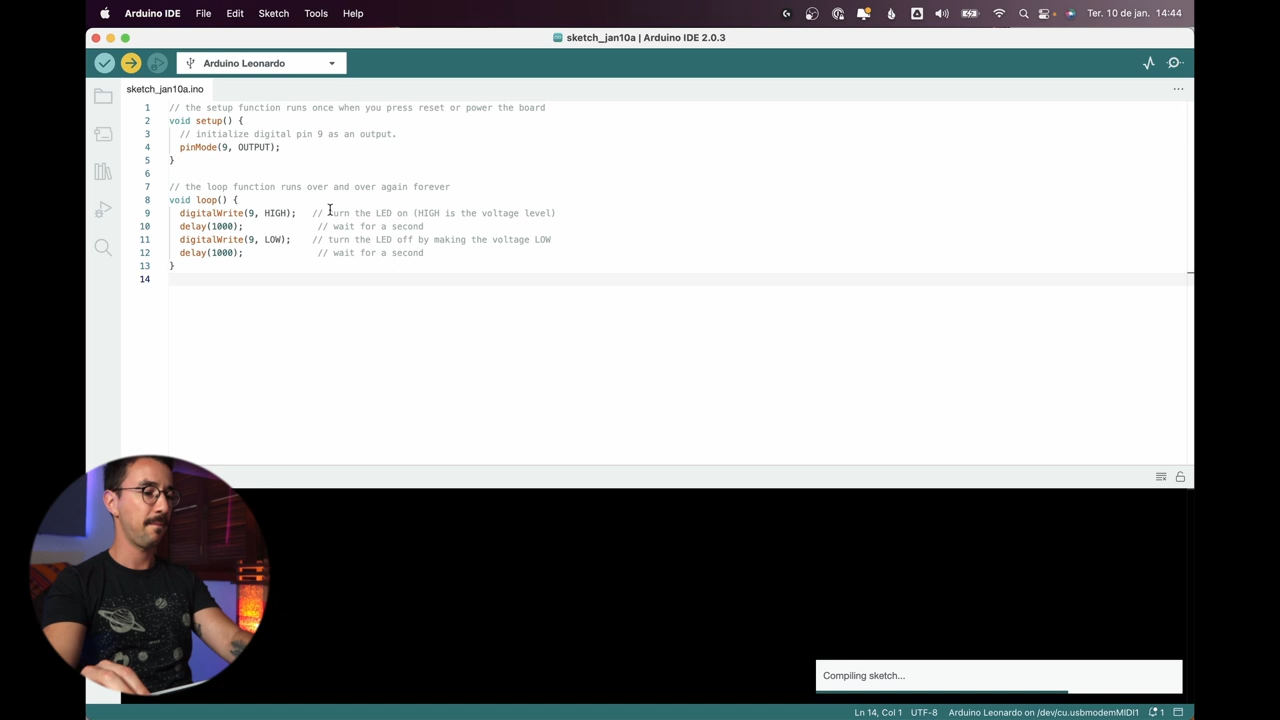 Arduino IDE File Edit Sketch Tools Help Ter. 10 de jan. 14:44
sketch_jan10a | Arduino IDE 2.0.3
Arduino Leonardo
sketch_jan10a.ino
1 // the setup function runs once when you press reset or power the board
2 void setup() {
3 // initialize digital pin 9 as an output.
4 pinMode(9, OUTPUT);
5 }
6
7 // the loop function runs over and over again forever
8 void loop() {
9 digitalWrite(9, HIGH); // turn the LED on (HIGH is the voltage level)
10 delay(1000); // wait for a second
11 digitalWrite(9, LOW); // turn the LED off by making the voltage LOW
12 delay(1000); // wait for a second
13 }
14
Compiling sketch...
Ln 14, Col 1 UTF-8 Arduino Leonardo on /dev/cu.usbmodemMIDI1 1